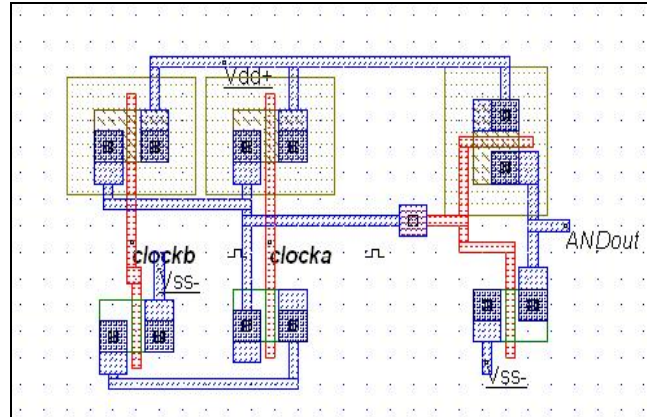 Vdd+
clockb clocka
Vss-
ANDout
Vss-